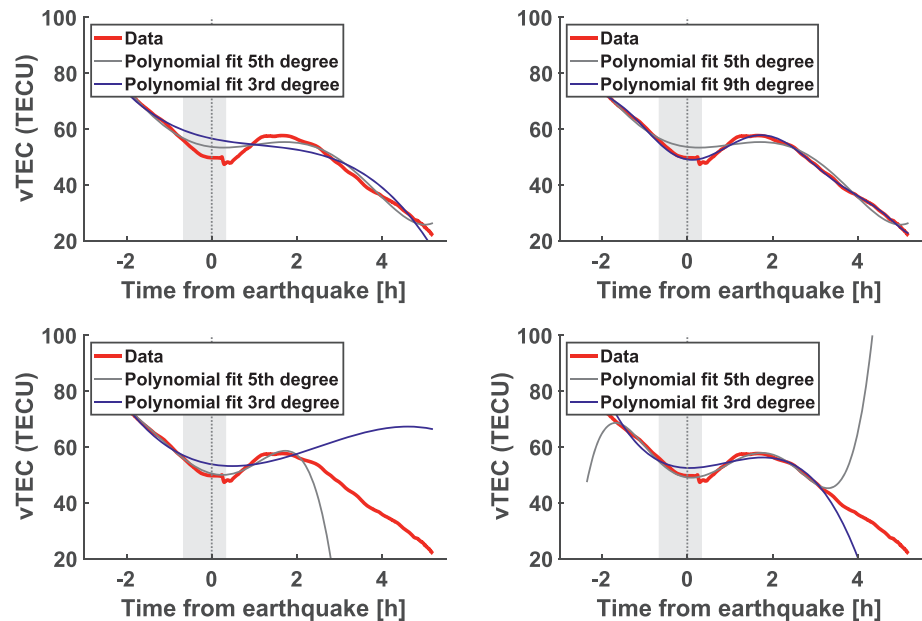 100
80
60
40
20
vTEC (TECU)
Data
Polynomial fit 5th degree
Polynomial fit 3rd degree
-2 0 2 4
Time from earthquake [h]
100
80
60
40
20
vTEC (TECU)
Data
Polynomial fit 5th degree
Polynomial fit 9th degree
-2 0 2 4
Time from earthquake [h]
100
80
60
40
20
vTEC (TECU)
Data
Polynomial fit 5th degree
Polynomial fit 3rd degree
-2 0 2 4
Time from earthquake [h]
100
80
60
40
20
vTEC (TECU)
Data
Polynomial fit 5th degree
Polynomial fit 3rd degree
-2 0 2 4
Time from earthquake [h]